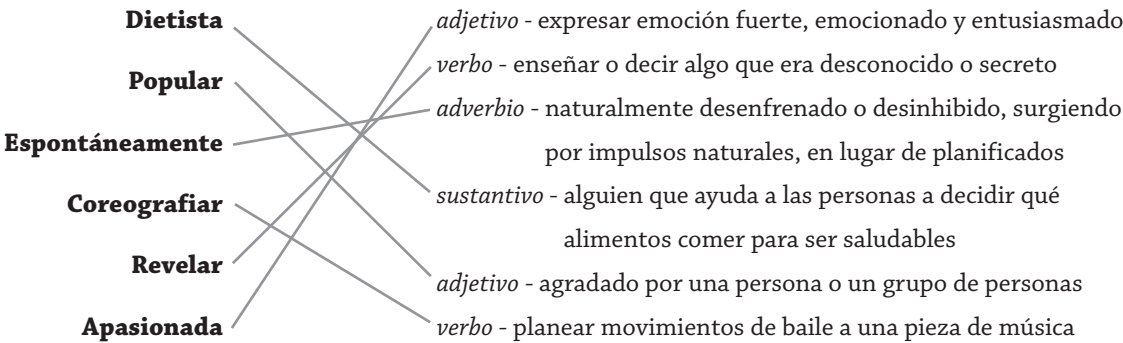 Dietista
Popular
Espontáneamente
Coreografiar
Revelar
Apasionada
adjetivo - expresar emoción fuerte, emocionado y entusiasmado
verbo - enseñar o decir algo que era desconocido o secreto
adverbio - naturalmente desenfrenado o desinhibido, surgiendo
por impulsos naturales, en lugar de planificados
sustantivo - alguien que ayuda a las personas a decidir qué
alimentos comer para ser saludables
adjetivo - agradado por una persona o un grupo de personas
verbo - planear movimientos de baile a una pieza de música